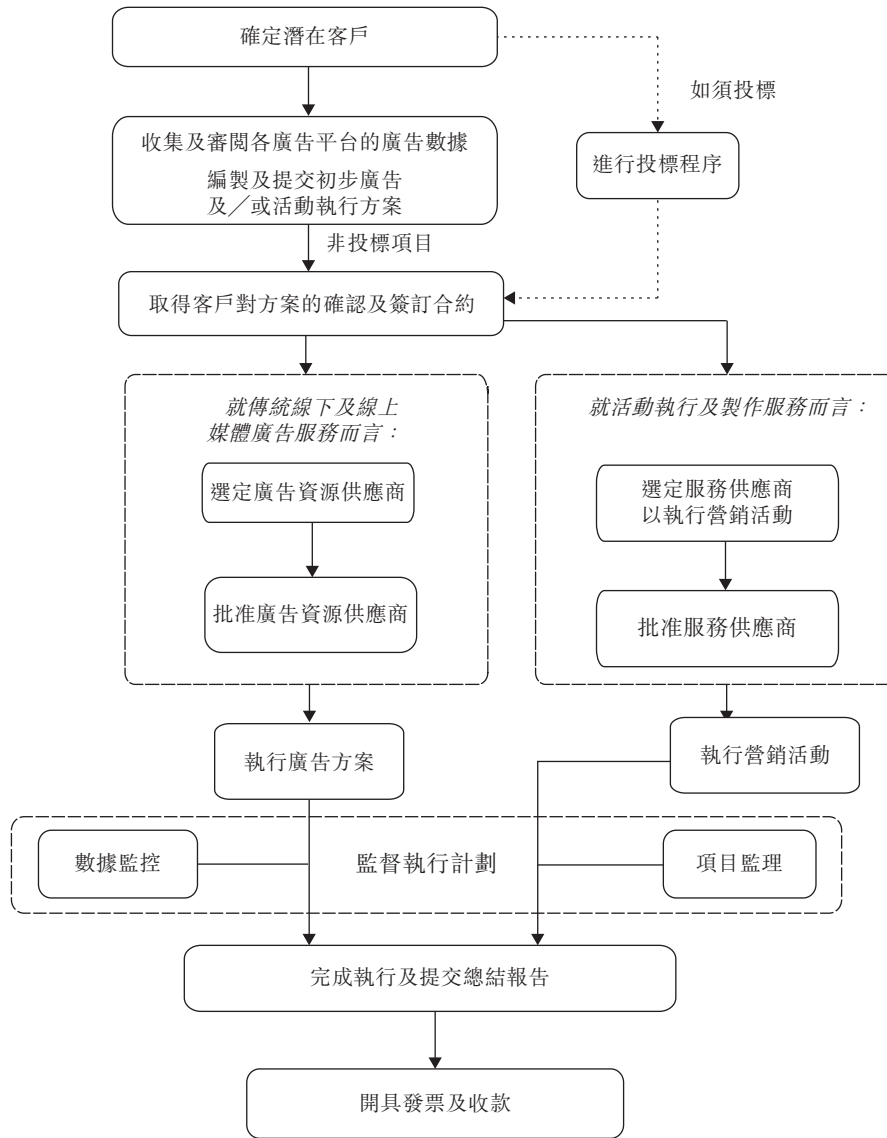 確定潛在客戶
如須投標
收集及審閱各廣告平台的廣告數據
編製及提交初步廣告
及╱或活動執行方案
進行投標程序
非投標項目
取得客戶對方案的確認及簽訂合約
就傳統線下及線上
媒體廣告服務而言：
選定廣告資源供應商
批准廣告資源供應商
就活動執行及製作服務而言：
選定服務供應商
以執行營銷活動
批准服務供應商
執行廣告方案
執行營銷活動
數據監控
監督執行計劃
項目監理
完成執行及提交總結報告
開具發票及收款